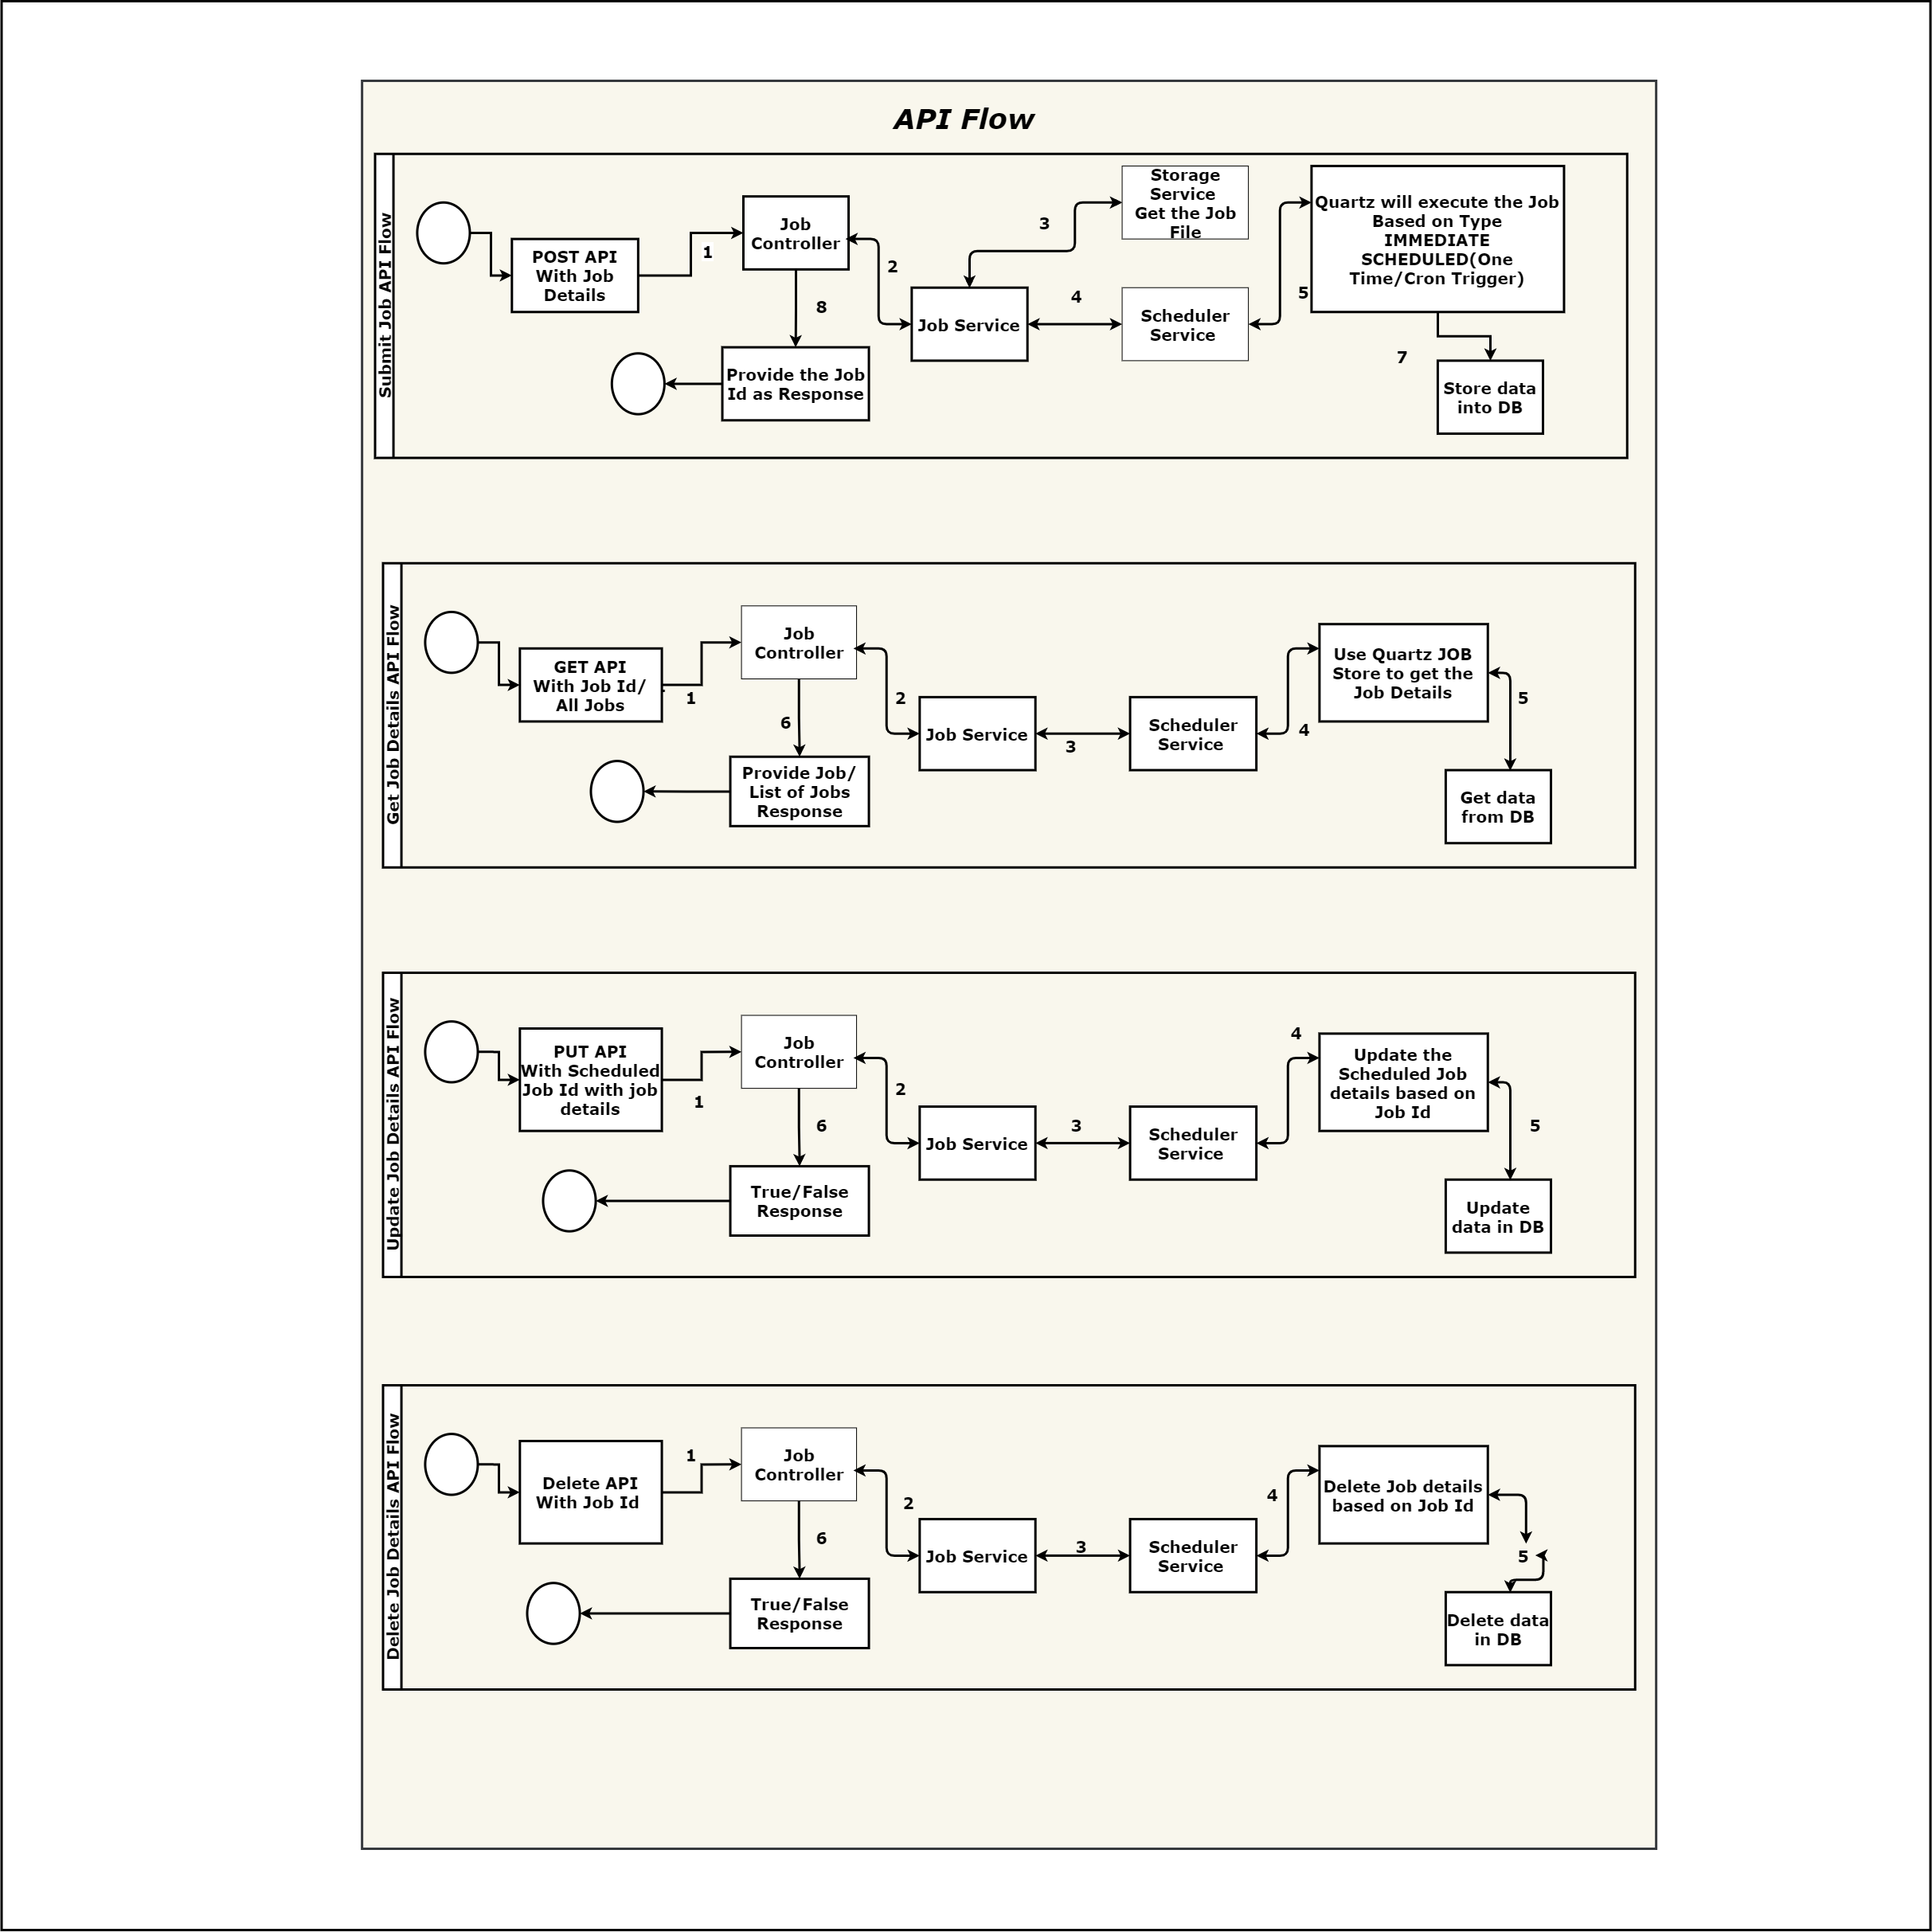 API Flow
Submit Job API Flow
POST API
With Job
Details
1
Job
Controller
8
Provide the Job
Id as Response
2
Job Service
3
Storage
Service
Get the Job
File
4
Scheduler
Service
5
Quartz will execute the Job
Based on Type
IMMEDIATE
SCHEDULED(One
Time/Cron Trigger)
7
Store data
into DB
Get Job Details API Flow
GET API
With Job Id/
All Jobs
1
Job
Controller
6
Provide Job/
List of Jobs
Response
2
Job Service
3
Scheduler
Service
4
Use Quartz JOB
Store to get the
Job Details
5
Get data
from DB
Update Job Details API Flow
PUT API
With Scheduled
Job Id with job
details
1
Job
Controller
6
True/False
Response
2
Job Service
3
Scheduler
Service
4
Update the
Scheduled Job
details based on
Job Id
5
Update
data in DB
Delete Job Details API Flow
Delete API
With Job Id
1
Job
Controller
6
True/False
Response
2
Job Service
3
Scheduler
Service
4
Delete Job details
based on Job Id
5
Delete data
in DB